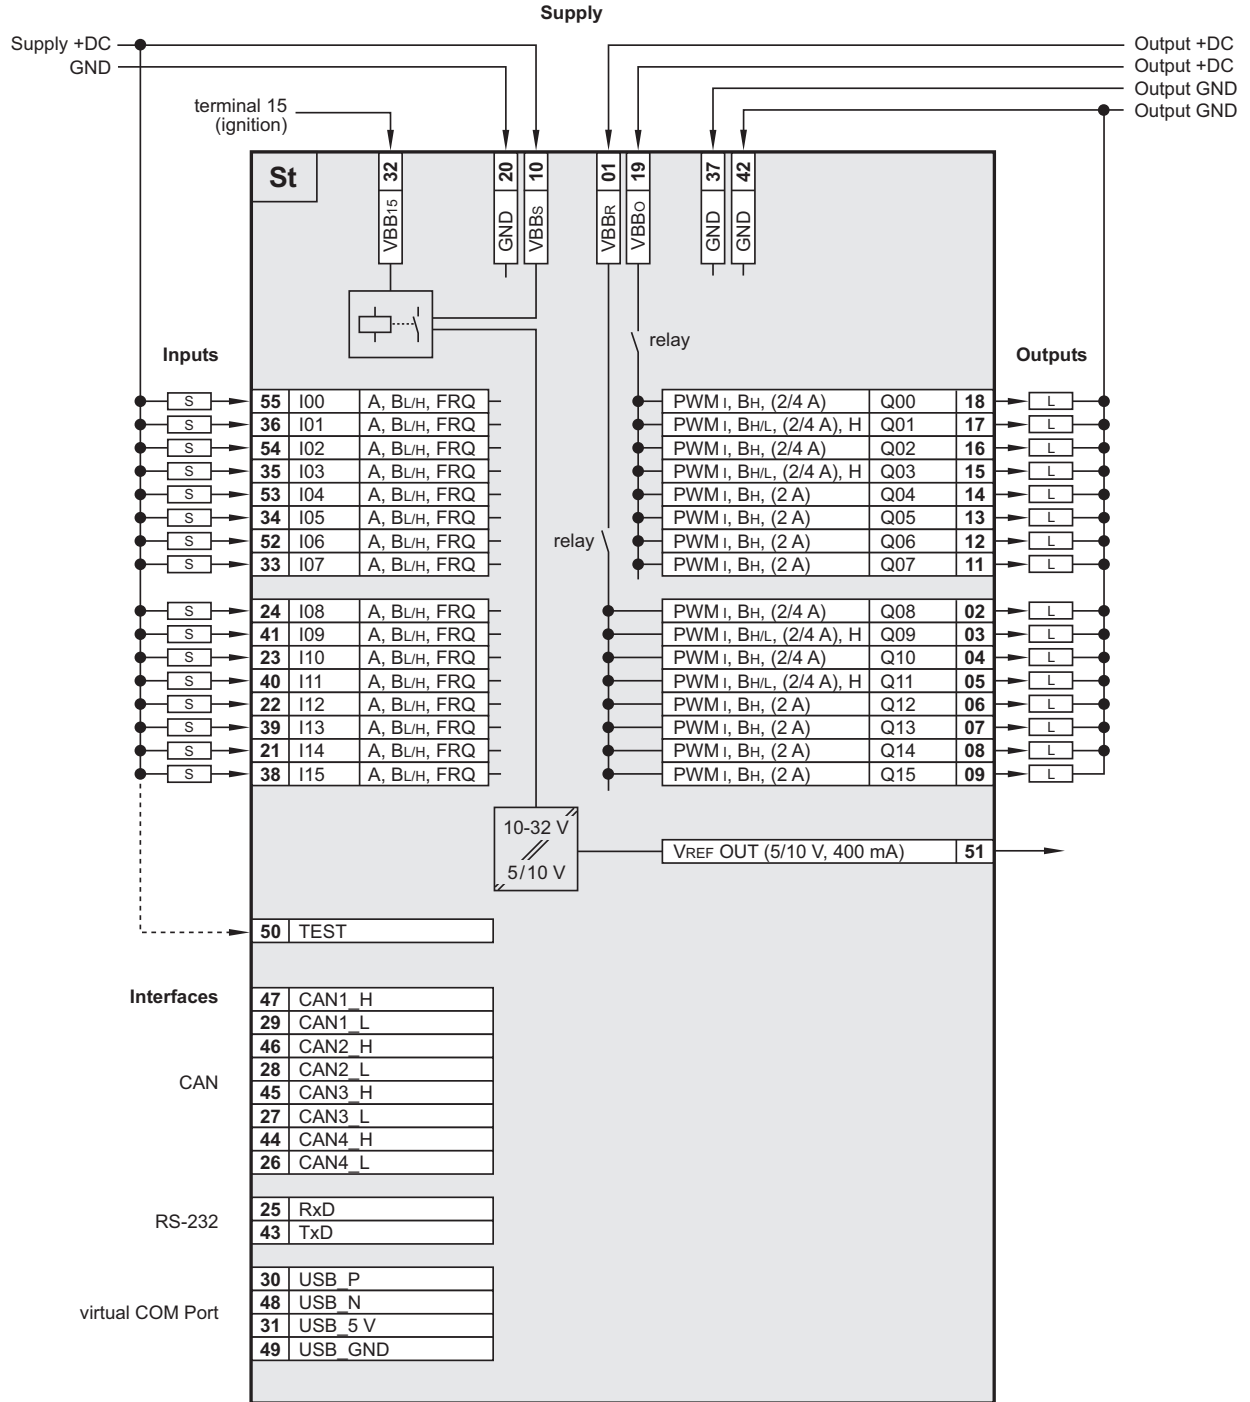 Supply
Supply +DC
GND
Output +DC
Output +DC
Output GND
Output GND
terminal 15
(ignition)
St
32 VBB15
20 GND
10 VBBS
01 VBBR
19 VBBO
37 GND
42 GND
relay
relay
Inputs
Outputs
S 55 I00 A, BL/H, FRQ PWM I, BH, (2/4 A) Q00 18 L
S 36 I01 A, BL/H, FRQ PWM I, BH/L, (2/4 A), H Q01 17 L
S 54 I02 A, BL/H, FRQ PWM I, BH, (2/4 A) Q02 16 L
S 35 I03 A, BL/H, FRQ PWM I, BH/L, (2/4 A), H Q03 15 L
S 53 I04 A, BL/H, FRQ PWM I, BH, (2 A) Q04 14 L
S 34 I05 A, BL/H, FRQ PWM I, BH, (2 A) Q05 13 L
S 52 I06 A, BL/H, FRQ PWM I, BH, (2 A) Q06 12 L
S 33 I07 A, BL/H, FRQ PWM I, BH, (2 A) Q07 11 L
S 24 I08 A, BL/H, FRQ PWM I, BH, (2/4 A) Q08 02 L
S 41 I09 A, BL/H, FRQ PWM I, BH/L, (2/4 A), H Q09 03 L
S 23 I10 A, BL/H, FRQ PWM I, BH, (2/4 A) Q10 04 L
S 40 I11 A, BL/H, FRQ PWM I, BH/L, (2/4 A), H Q11 05 L
S 22 I12 A, BL/H, FRQ PWM I, BH, (2 A) Q12 06 L
S 39 I13 A, BL/H, FRQ PWM I, BH, (2 A) Q13 07 L
S 21 I14 A, BL/H, FRQ PWM I, BH, (2 A) Q14 08 L
S 38 I15 A, BL/H, FRQ PWM I, BH, (2 A) Q15 09 L
10-32 V
5/10 V
VREF OUT (5/10 V, 400 mA) 51
50 TEST
Interfaces
47 CAN1_H
29 CAN1_L
46 CAN2_H
28 CAN2_L
CAN
45 CAN3_H
27 CAN3_L
44 CAN4_H
26 CAN4_L
25 RxD
RS-232
43 TxD
30 USB_P
48 USB_N
virtual COM Port
31 USB_5 V
49 USB_GND